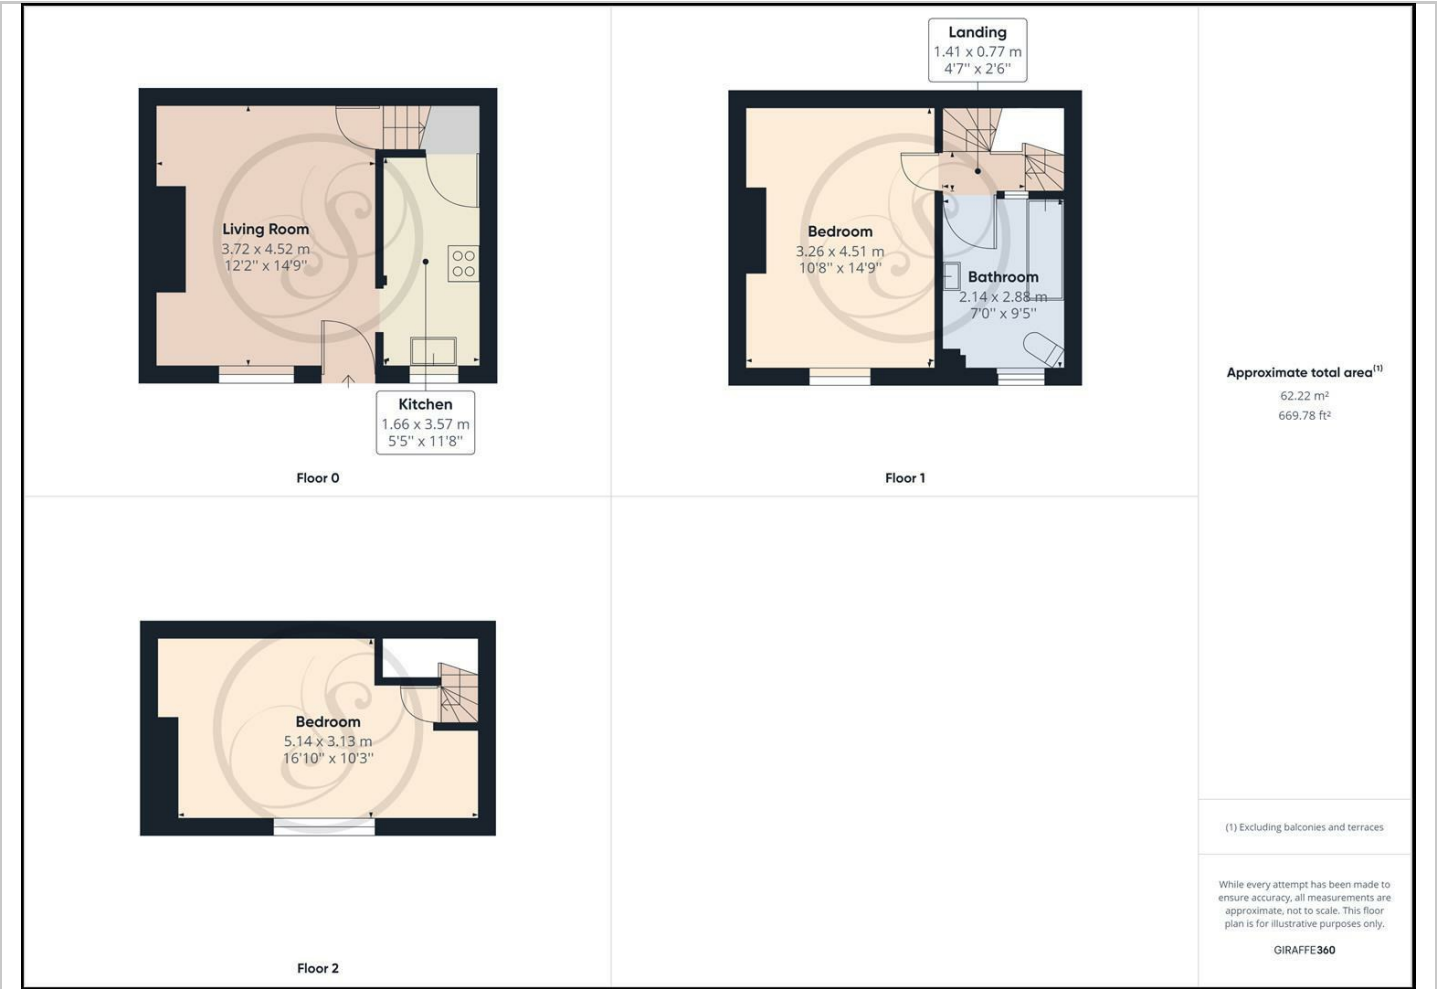 Landing
1.41 x 0.77 m
4'7'' x 2'6''
Living Room
3.72 x 4.52 m
12'2'' x 14'9''
Kitchen
1.66 x 3.57 m
5'5'' x 11'8''
Floor 0
Bedroom
3.26 x 4.51 m
10'8'' x 14'9''
Bathroom
2.14 x 2.88 m
7'0'' x 9'5''
Floor 1
Bedroom
5.14 x 3.13 m
16'10'' x 10'3''
Floor 2
Approximate total area(1)
62.22 m²
669.78 ft²
(1) Excluding balconies and terraces
While every attempt has been made to
ensure accuracy, all measurements are
approximate, not to scale. This floor
plan is for illustrative purposes only.
GIRAFFE360